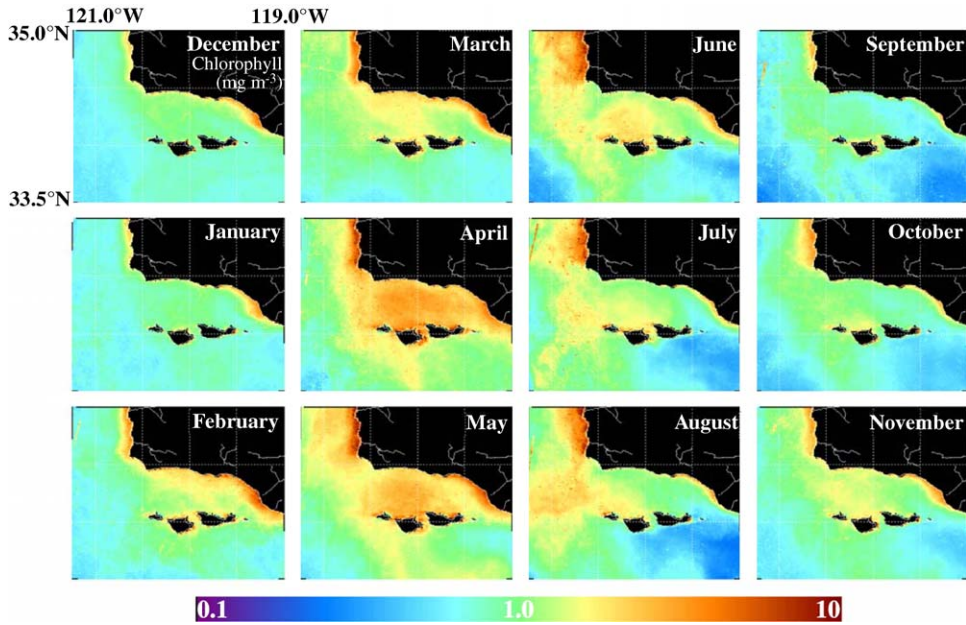 121.0°W 119.0°W
35.0°N
December
Chlorophyll
(mg m⁻³)
March
June
September
33.5°N
January
April
July
October
February
May
August
November
0.1 1.0 10